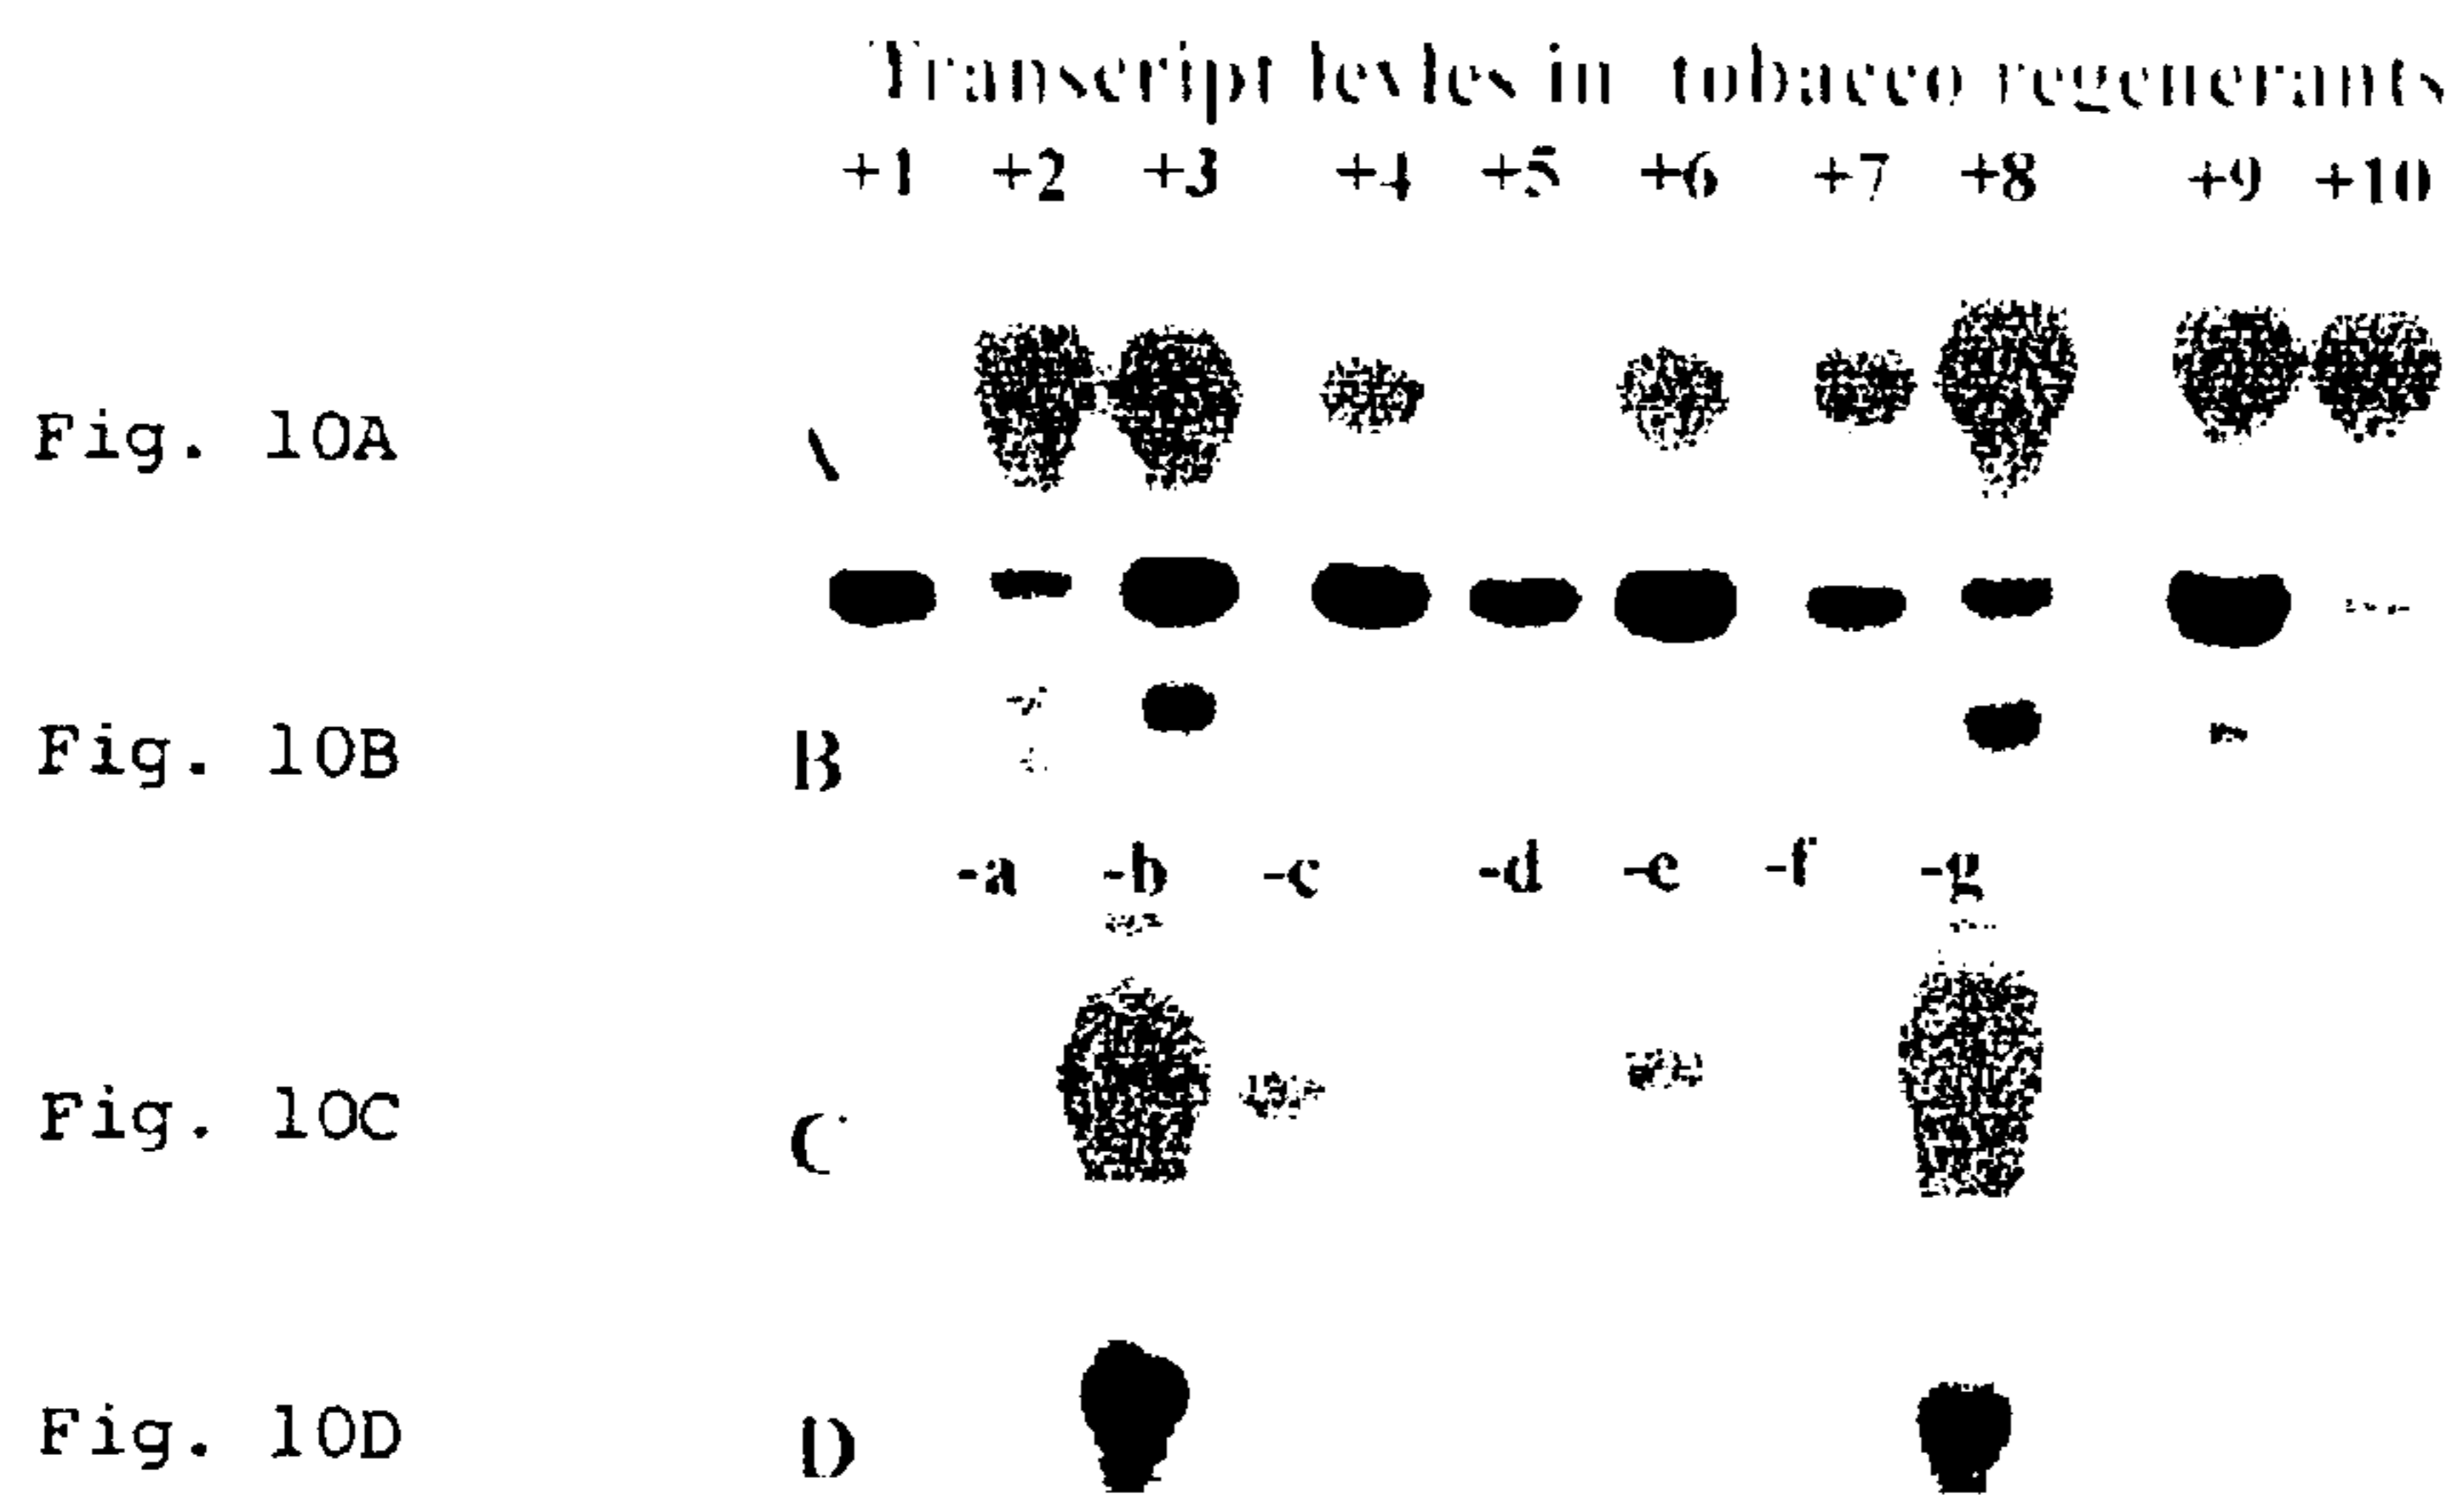 Transcript levles in tobacco regenerants
+1 +2 +3 +4 +5 +6 +7 +8 +9 +10
Fig. 10A
Fig. 10B B
-a -b -c -d -e -f -g
Fig. 10C C
Fig. 10D D